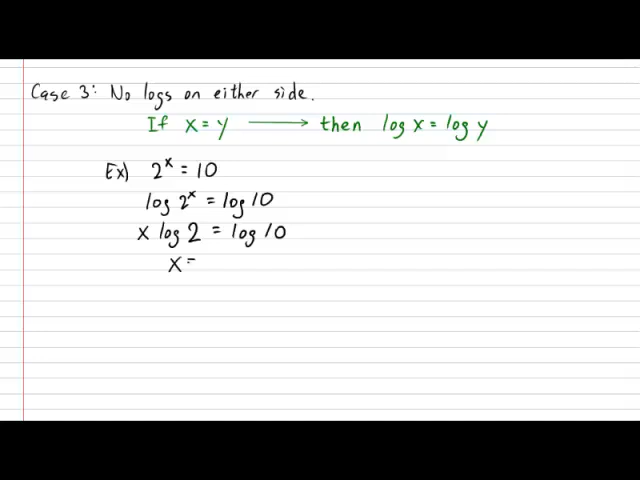 Case 3: No logs on either side.
If x = y ⟶ then log x = log y
Ex) 2^x = 10
log 2^x = log 10
x log 2 = log 10
x =